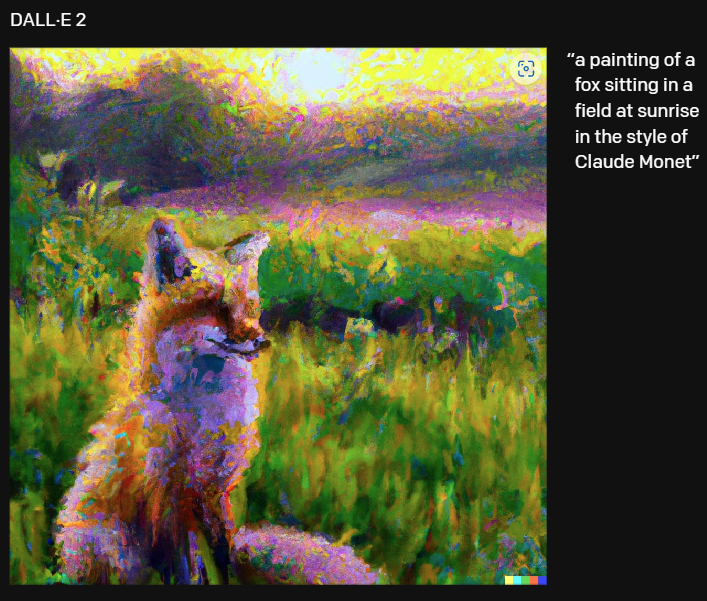 DALL·E 2
“a painting of a
fox sitting in a
field at sunrise
in the style of
Claude Monet”